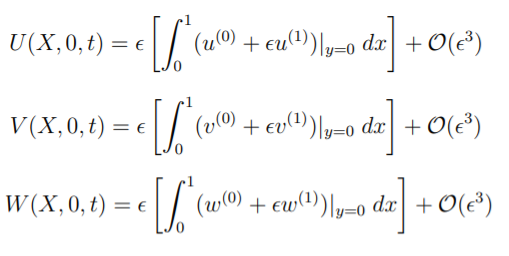 U(X, 0, t) = ϵ [ ∫₀¹ (u⁽⁰⁾ + ϵu⁽¹⁾)|ᵧ₌₀ dx ] + 𝒪(ϵ³)
V(X, 0, t) = ϵ [ ∫₀¹ (v⁽⁰⁾ + ϵv⁽¹⁾)|ᵧ₌₀ dx ] + 𝒪(ϵ³)
W(X, 0, t) = ϵ [ ∫₀¹ (w⁽⁰⁾ + ϵw⁽¹⁾)|ᵧ₌₀ dx ] + 𝒪(ϵ³)